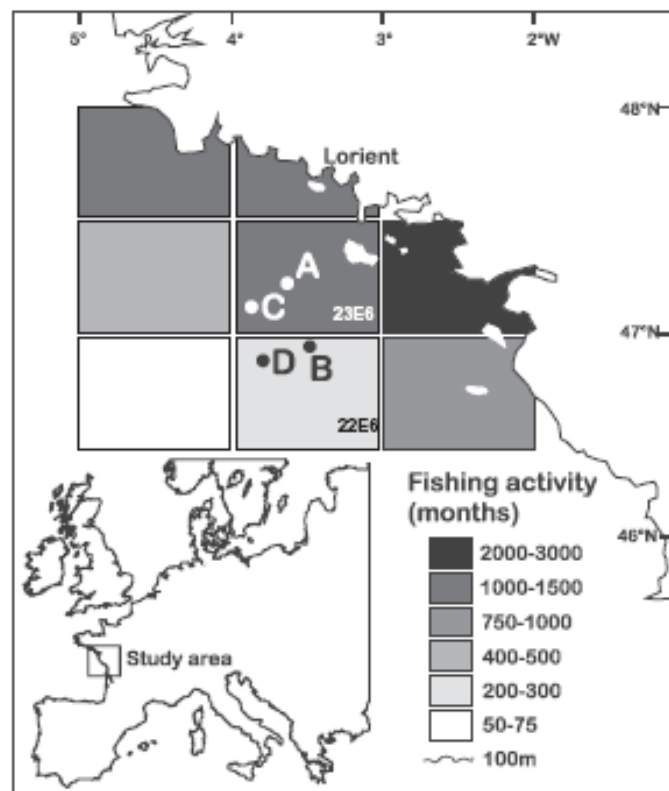 5° 4° 3° 2°W
48°N
Lorient
A
C
23E6
47°N
D B
22E6
Fishing activity
(months)
46°N
2000-3000
1000-1500
750-1000
400-500
200-300
50-75
100m
Study area